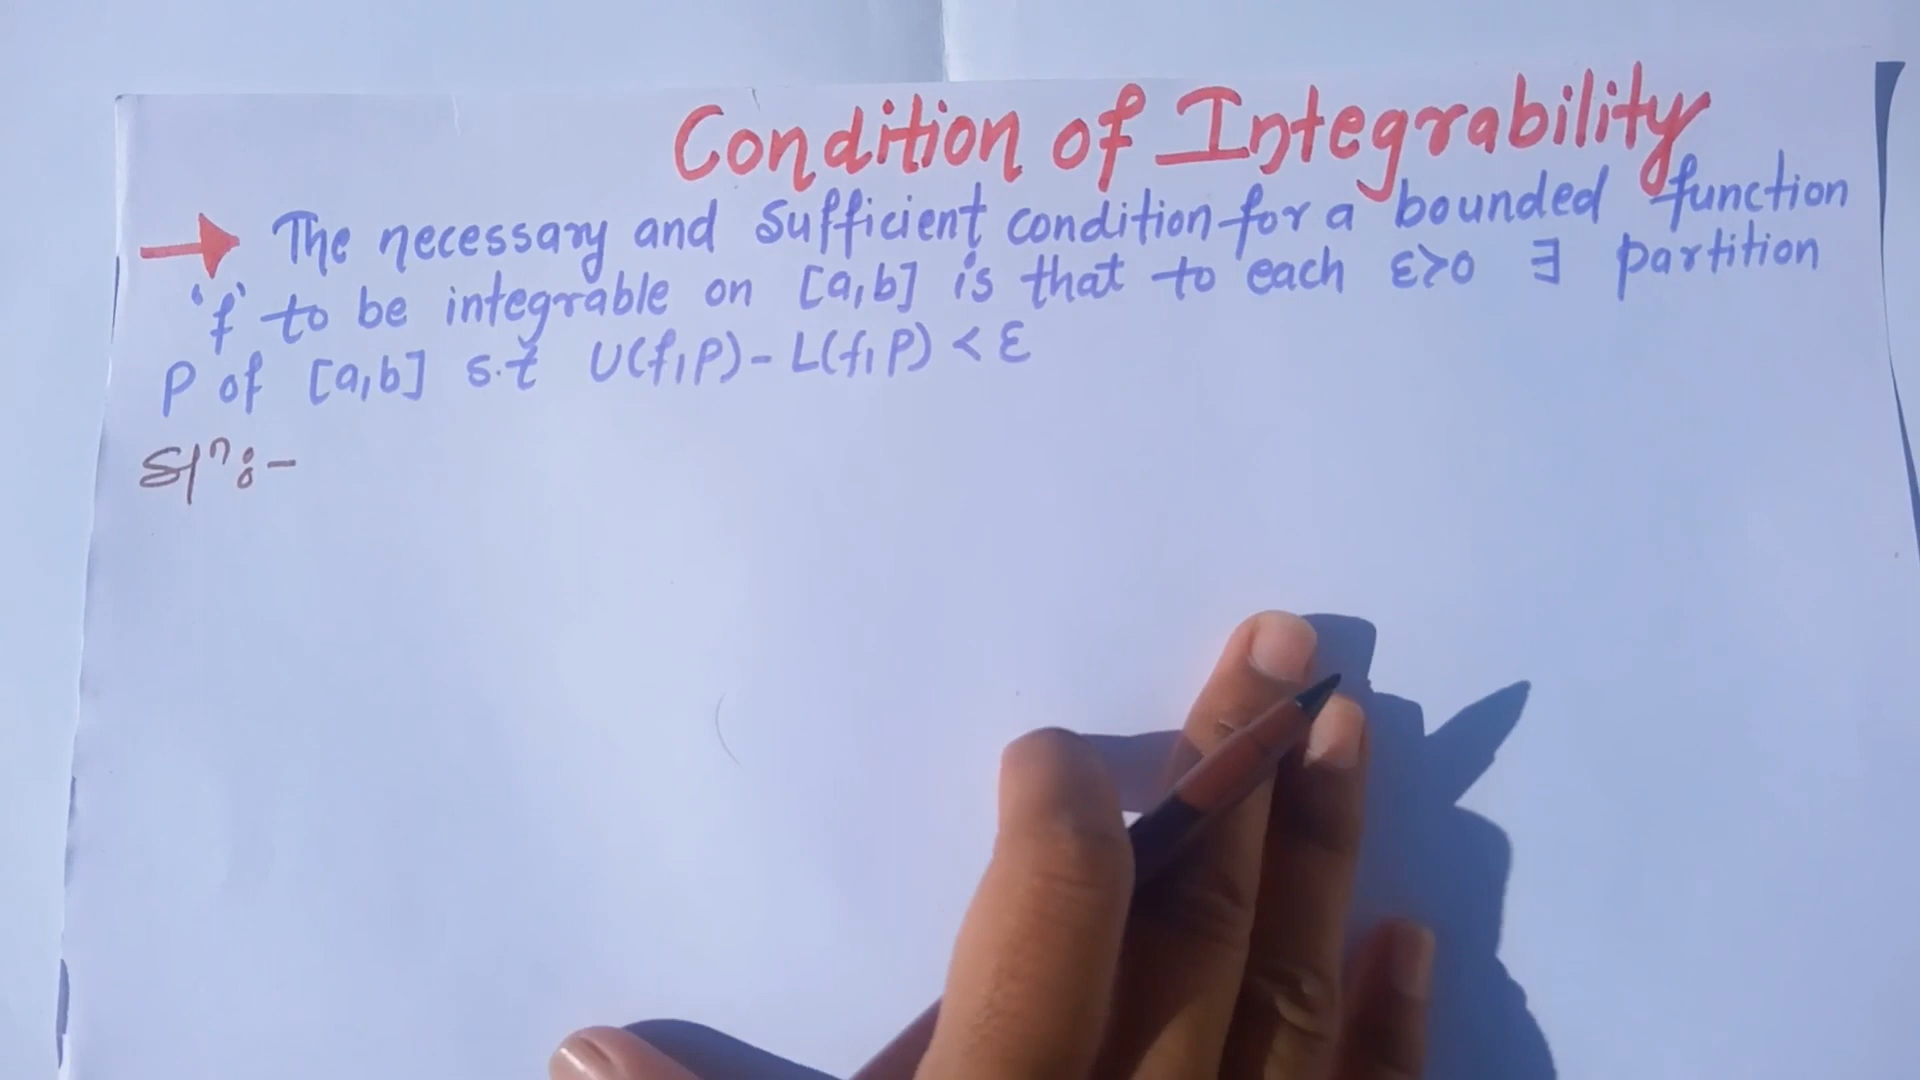 Condition of Integrability
→ The necessary and sufficient condition for a bounded function
'f' to be integrable on [a,b] is that to each ε>0 ∃ partition
P of [a,b] s.t U(f,P)-L(f,P) < ε
Sol^n:-